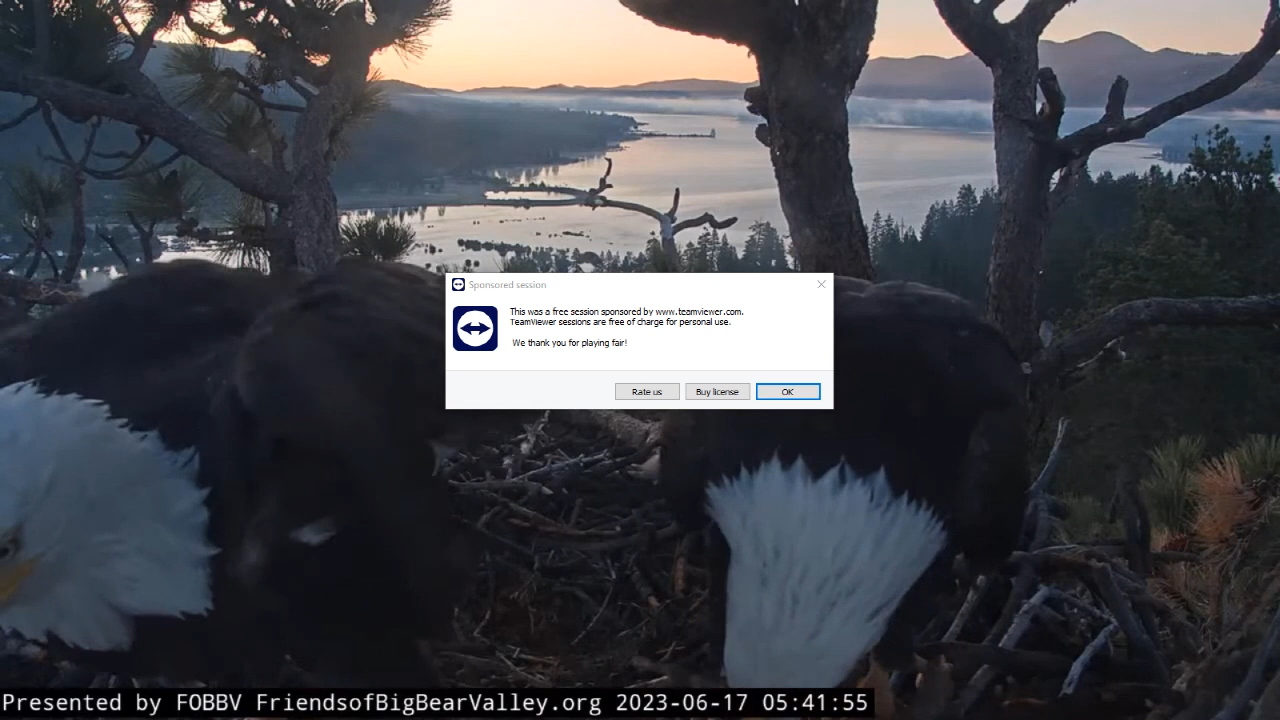 Sponsored session
This was a free session sponsored by www.teamviewer.com.
TeamViewer sessions are free of charge for personal use.
We thank you for playing fair!
Rate us
Buy license
OK
Presented by FOBBV FriendsofBigBearValley.org 2023-06-17 05:41:55